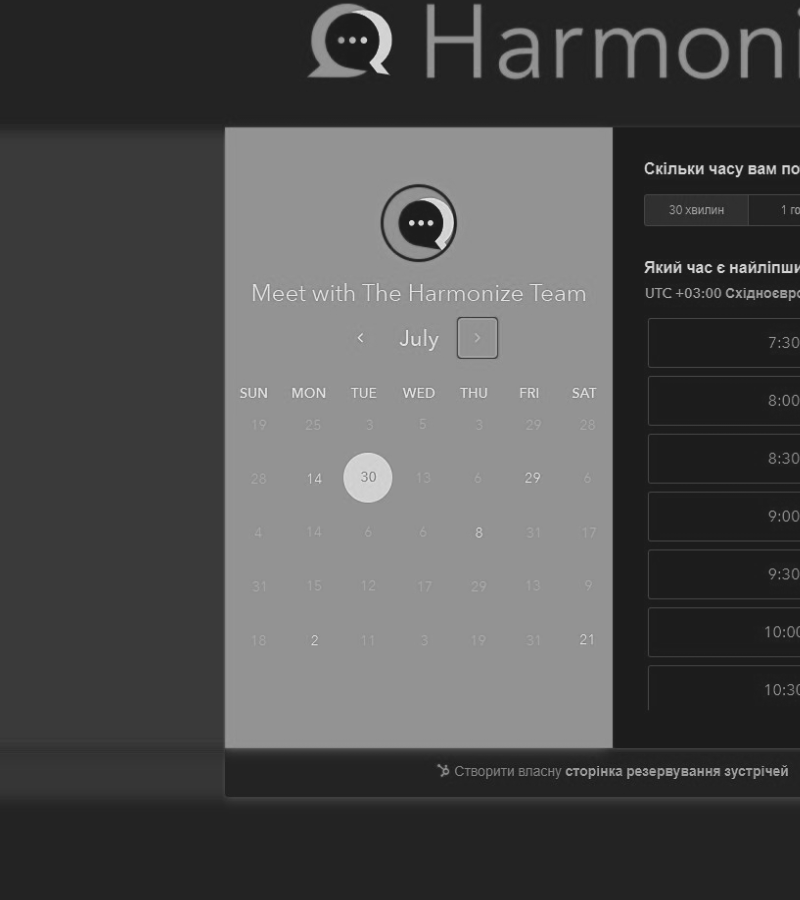 Harmoni
Meet with The Harmonize Team
July
SUN MON TUE WED THU FRI SAT
19 25 3 5 3 29 28
28 14 30 13 6 29 6
4 14 6 6 8 31 17
31 15 12 17 29 13 9
18 2 11 3 19 31 21
Скільки часу вам по
30 хвилин 1 го
Який час є найліпши
UTC +03:00 Східноєвро
7:30
8:00
8:30
9:00
9:30
10:00
10:30
Створити власну сторінка резервування зустрічей